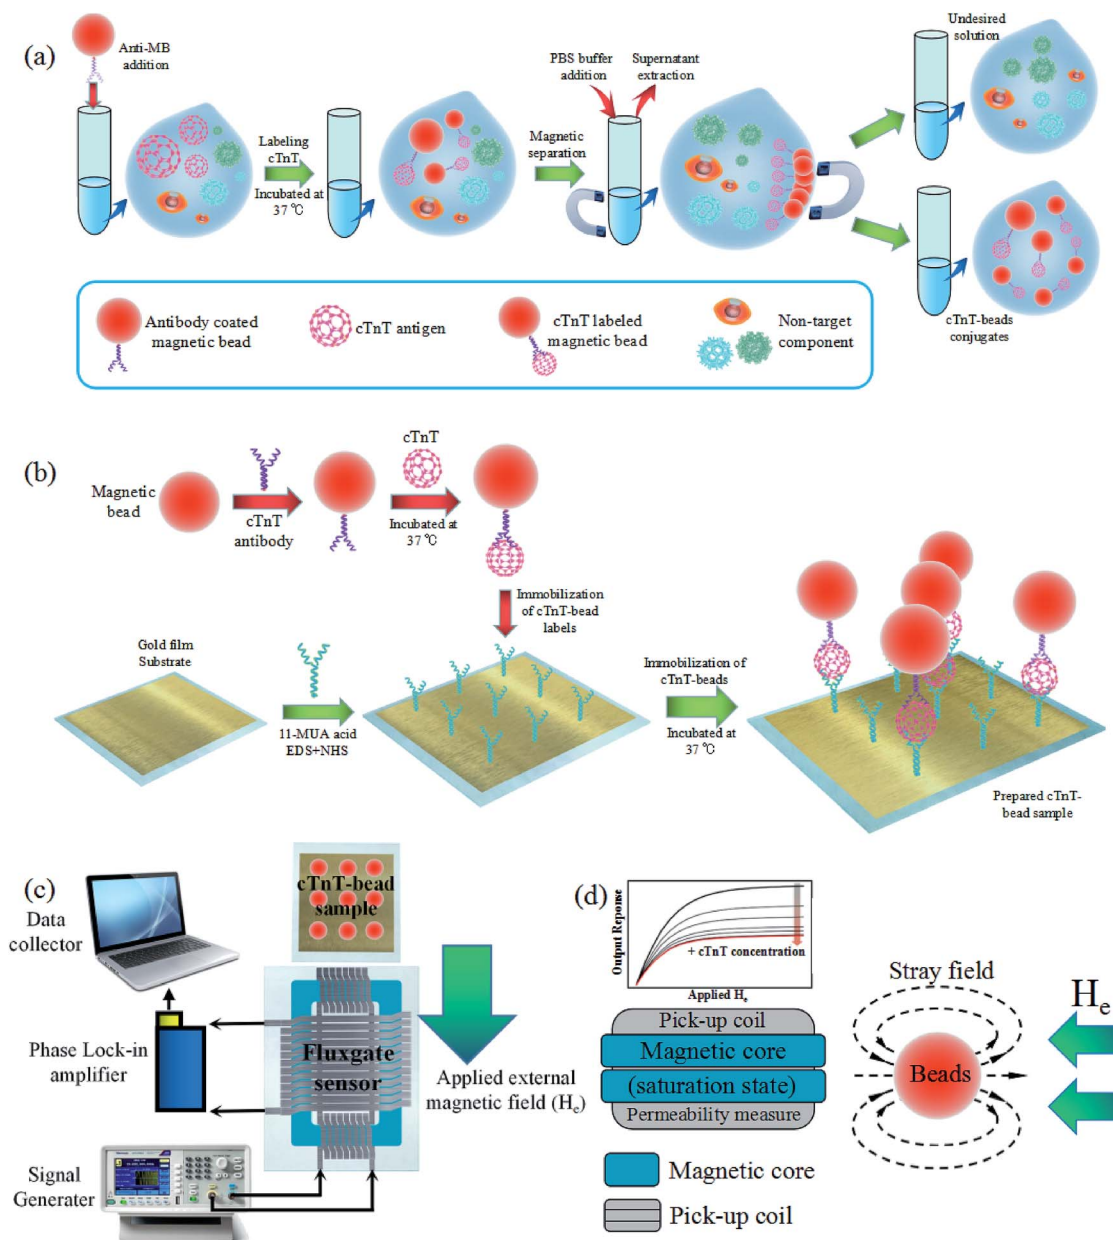 (a)
Anti-MB
addition
Labeling
cTnT
Incubated at
37 ℃
Magnetic
separation
PBS buffer
addition
Supernatant
extraction
Undesired
solution
cTnT-beads
conjugates
Antibody coated
magnetic bead
cTnT antigen
cTnT labeled
magnetic bead
Non-target
component
(b)
Magnetic
bead
cTnT
antibody
cTnT
Incubated at
37 ℃
Immobilization
of cTnT-bead
labels
Gold film
Substrate
11-MUA acid
EDS+NHS
Immobilization of
cTnT-beads
Incubated at
37 ℃
Prepared cTnT-
bead sample
(c)
Data
collector
cTnT-bead
sample
Phase Lock-in
amplifier
Fluxgate
sensor
Applied external
magnetic field (He)
Signal
Generater
(d)
Output Reponse
+ cTnT concentration
Applied He
Pick-up coil
Magnetic core
(saturation state)
Permeability measure
Magnetic core
Pick-up coil
Stray field
Beads
He